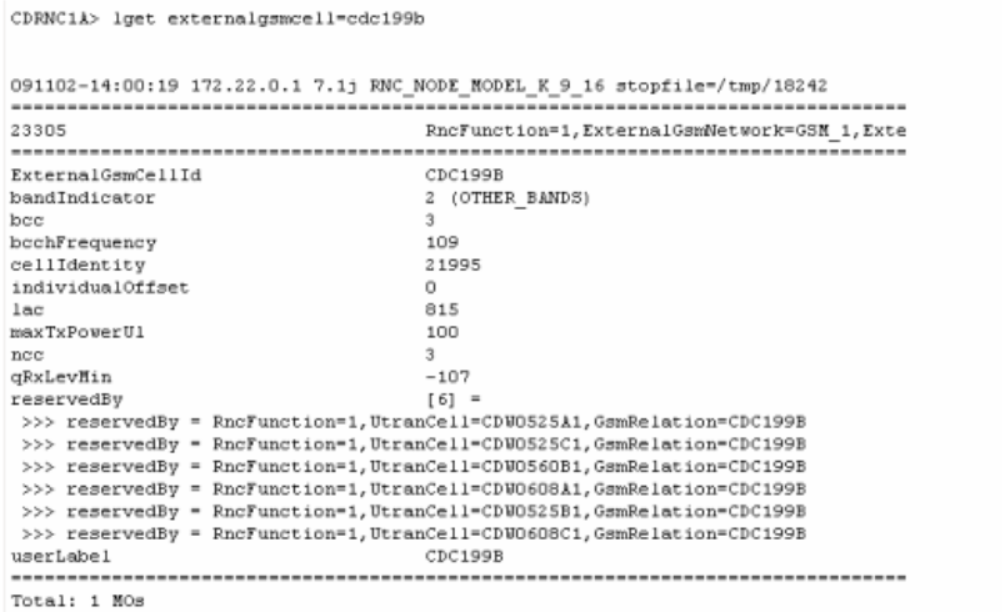 CDRNC1A> lget externalgsmcell=cdc199b
091102-14:00:19 172.22.0.1 7.1j RNC_NODE_MODEL_K_9_16 stopfile=/tmp/18242
=================================================================================
23305 RncFunction=1,ExternalGsmNetwork=GSM_1,Exte
=================================================================================
ExternalGsmCellId CDC199B
bandIndicator 2 (OTHER_BANDS)
bcc 3
bcchFrequency 109
cellIdentity 21995
individualOffset 0
lac 815
maxTxPowerUl 100
ncc 3
qRxLevMin -107
reservedBy [6] =
>>> reservedBy = RncFunction=1,UtranCell=CDW0525A1,GsmRelation=CDC199B
>>> reservedBy = RncFunction=1,UtranCell=CDW0525C1,GsmRelation=CDC199B
>>> reservedBy = RncFunction=1,UtranCell=CDW0560B1,GsmRelation=CDC199B
>>> reservedBy = RncFunction=1,UtranCell=CDW0608A1,GsmRelation=CDC199B
>>> reservedBy = RncFunction=1,UtranCell=CDW0525B1,GsmRelation=CDC199B
>>> reservedBy = RncFunction=1,UtranCell=CDW0608C1,GsmRelation=CDC199B
userLabel CDC199B
=================================================================================
Total: 1 MOs